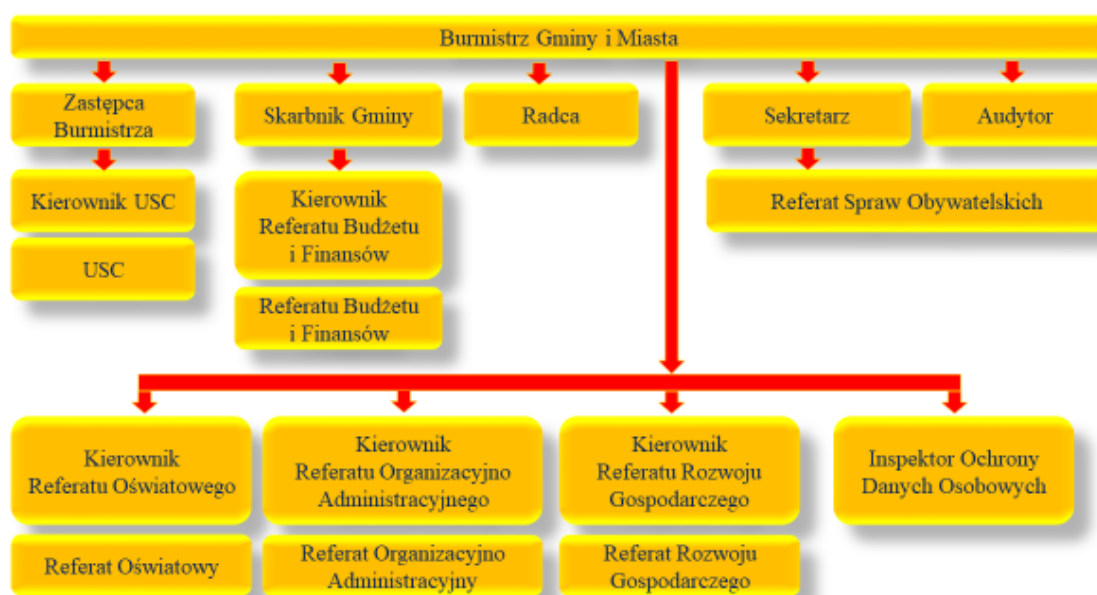 Burmistrz Gminy i Miasta
Zastępca
Burmistrza
Skarbnik Gminy
Radca
Sekretarz
Audytor
Kierownik USC
USC
Kierownik
Referatu Budżetu
i Finansów
Referatu Budżetu
i Finansów
Referat Spraw Obywatelskich
Kierownik
Referatu Oświatowego
Kierownik
Referatu Organizacyjno
Administracyjnego
Kierownik
Referatu Rozwoju
Gospodarczego
Inspektor Ochrony
Danych Osobowych
Referat Oświatowy
Referat Organizacyjno
Administracyjny
Referat Rozwoju
Gospodarczego